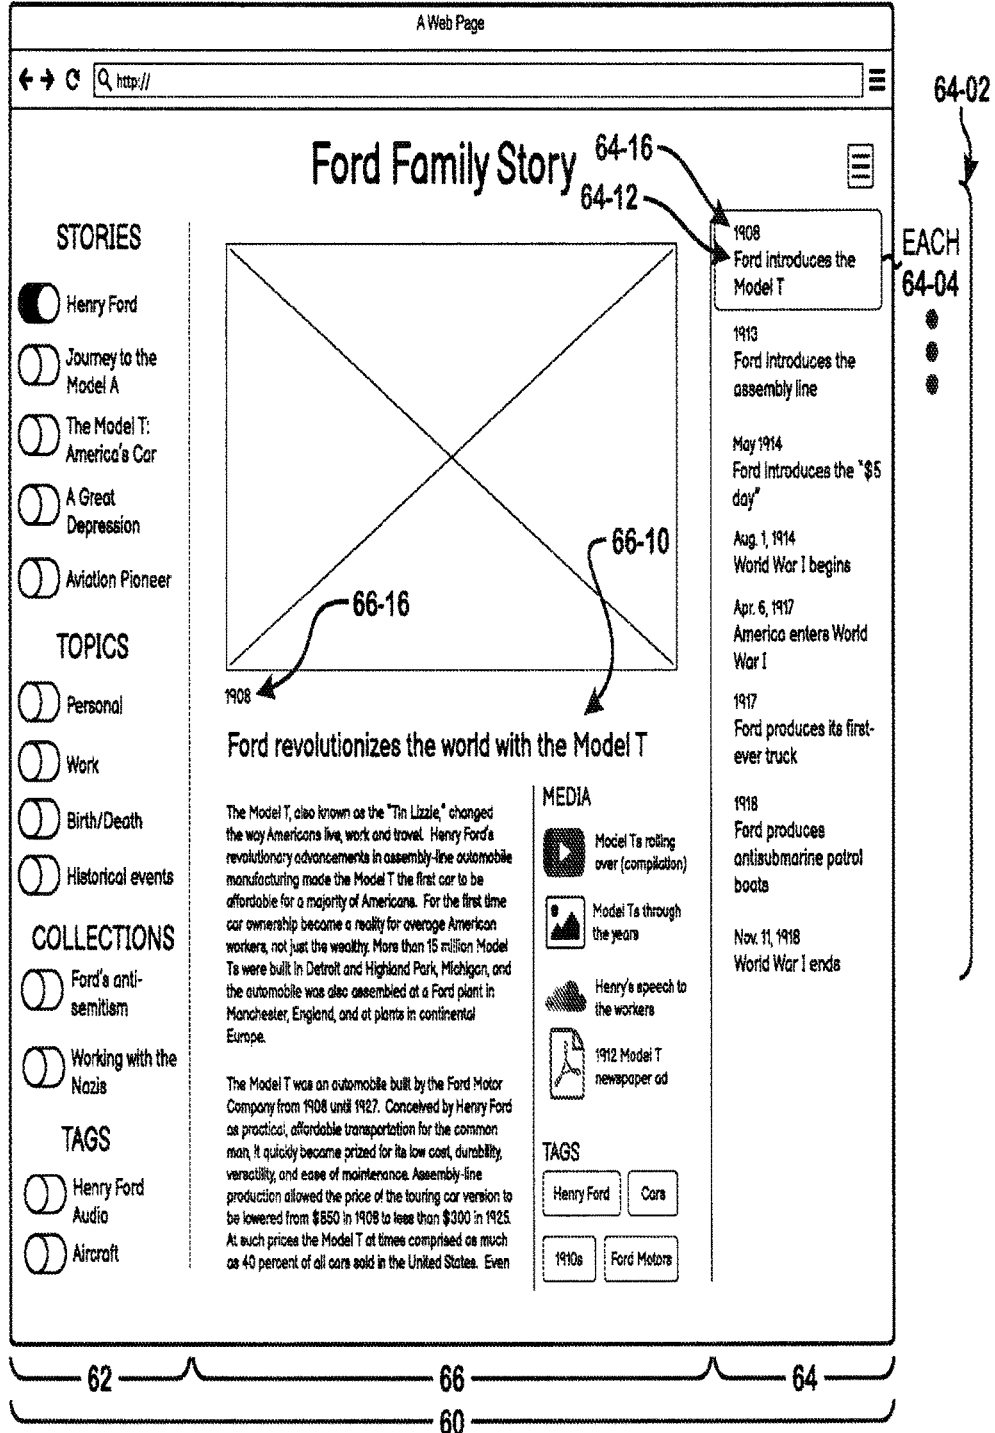 A Web Page
http://
64-02
Ford Family Story
64-16
64-12
STORIES
Henry Ford
Journey to the
Model A
The Model T:
America's Car
A Great
Depression
Aviation Pioneer
TOPICS
Personal
Work
Birth/Death
Historical events
COLLECTIONS
Ford's anti-
semitism
Working with the
Nazis
TAGS
Henry Ford
Audio
Aircraft
66-10
66-16
1908
Ford revolutionizes the world with the Model T
The Model T, also known as the "Tin Lizzie," changed
the way Americans live, work and travel. Henry Ford's
revolutionary advancements in assembly-line automobile
manufacturing made the Model T the first car to be
affordable for a majority of Americans. For the first time
car ownership became a reality for average American
workers, not just the wealthy. More than 15 million Model
Ts were built in Detroit and Highland Park, Michigan, and
the automobile was also assembled at a Ford plant in
Manchester, England, and at plants in continental
Europe.
The Model T was an automobile built by the Ford Motor
Company from 1908 until 1927. Conceived by Henry Ford
as practical, affordable transportation for the common
man, it quickly became prized for its low cost, durability,
versatility, and ease of maintenance. Assembly-line
production allowed the price of the touring car version to
be lowered from $850 in 1908 to less than $300 in 1925.
At such prices the Model T at times comprised as much
as 40 percent of all cars sold in the United States. Even
MEDIA
Model Ts rolling
over (compilation)
Model Ts through
the years
Henry's speech to
the workers
1912 Model T
newspaper ad
TAGS
Henry Ford
Cars
1910s
Ford Motors
1908
Ford introduces the
Model T
1913
Ford introduces the
assembly line
May 1914
Ford introduces the "$5
day"
Aug. 1, 1914
World War I begins
Apr. 6, 1917
America enters World
War I
1917
Ford produces its first-
ever truck
1918
Ford produces
antisubmarine patrol
boats
Nov. 11, 1918
World War I ends
EACH
64-04
62
66
64
60